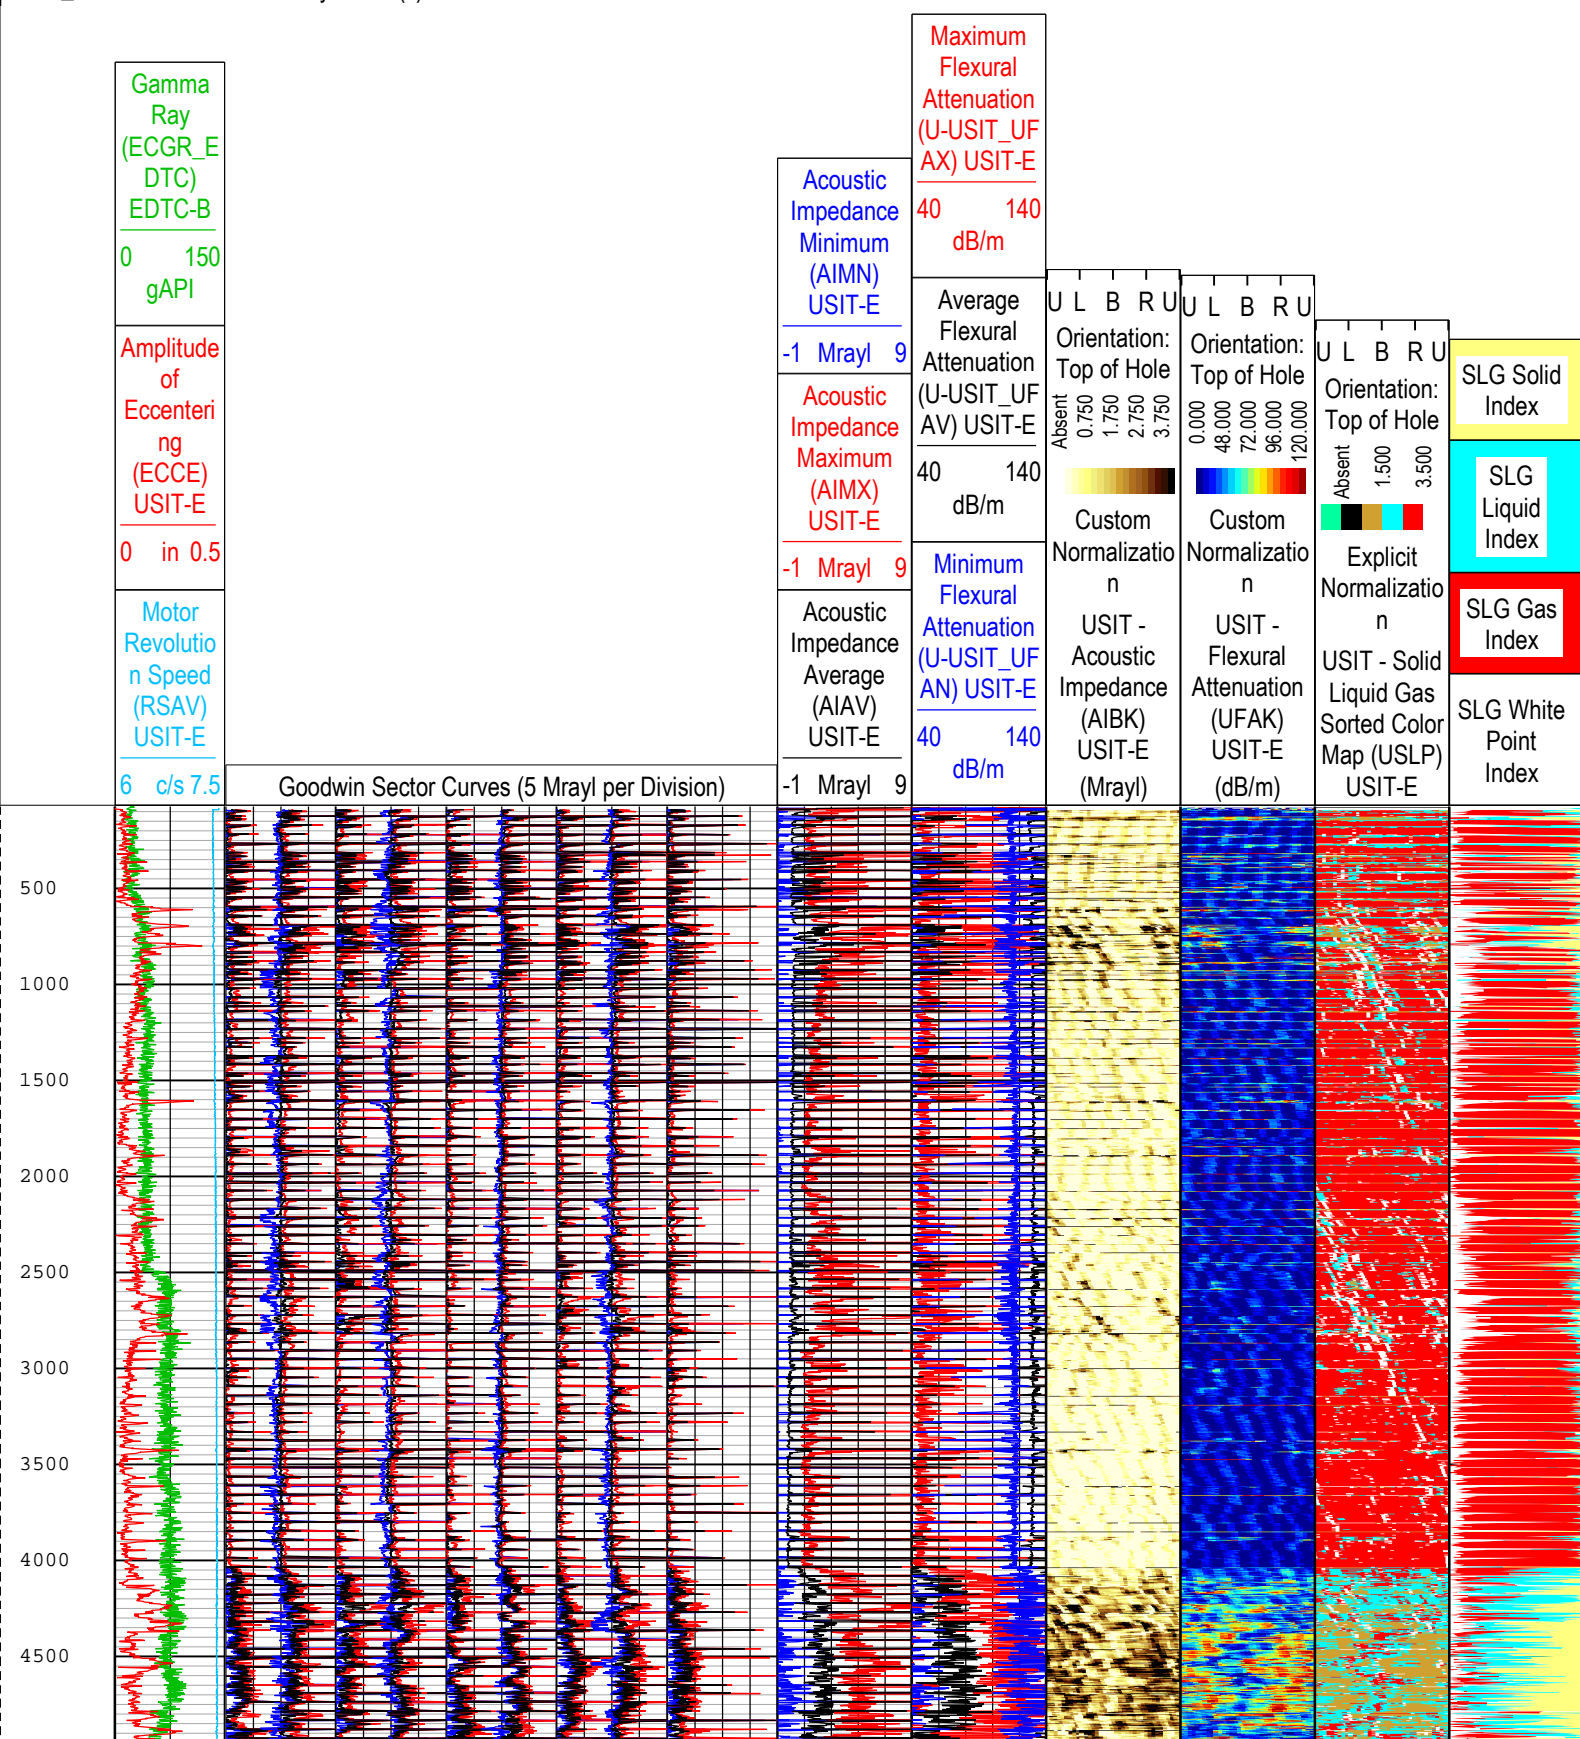 Gamma
Ray
(ECGR_E
DTC)
EDTC-B
0 150
gAPI
Amplitude
of
Eccenteri
ng
(ECCE)
USIT-E
0 in 0.5
Motor
Revolutio
n Speed
(RSAV)
USIT-E
6 c/s 7.5
Goodwin Sector Curves (5 Mrayl per Division)
Acoustic
Impedance
Minimum
(AIMN)
USIT-E
-1 Mrayl 9
Acoustic
Impedance
Maximum
(AIMX)
USIT-E
-1 Mrayl 9
Acoustic
Impedance
Average
(AIAV)
USIT-E
-1 Mrayl 9
Maximum
Flexural
Attenuation
(U-USIT_UF
AX) USIT-E
40 140
dB/m
Average
Flexural
Attenuation
(U-USIT_UF
AV) USIT-E
40 140
dB/m
Minimum
Flexural
Attenuation
(U-USIT_UF
AN) USIT-E
40 140
dB/m
U L B R U
Orientation:
Top of Hole
Absent
0.750
1.750
2.750
3.750
Custom
Normalizatio
n
USIT -
Acoustic
Impedance
(AIBK)
USIT-E
(Mrayl)
U L B R U
Orientation:
Top of Hole
0.000
48.000
72.000
96.000
120.000
Custom
Normalizatio
n
USIT -
Flexural
Attenuation
(UFAK)
USIT-E
(dB/m)
U L B R U
Orientation:
Top of Hole
Absent
1.500
3.500
Explicit
Normalizatio
n
USIT - Solid
Liquid Gas
Sorted Color
Map (USLP)
USIT-E
SLG Solid
Index
SLG
Liquid
Index
SLG Gas
Index
SLG White
Point
Index
500
1000
1500
2000
2500
3000
3500
4000
4500